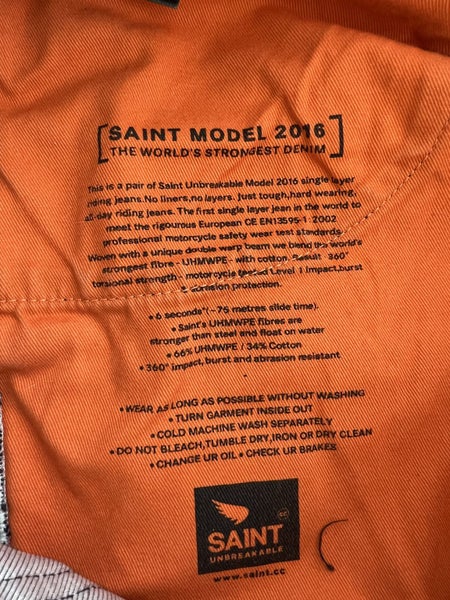 [SAINT MODEL 2016]
THE WORLD'S STRONGEST DENIM
This is a pair of Saint Unbreakable Model 2016 single layer
riding jeans. No liners, no layers. Just tough, hard wearing,
all-day riding jeans. The first single layer jean in the world to
meet the rigourous European CE EN13595-1: 2002
professional motorcycle safety wear test standards.
Woven with a unique double warp beam we blend the world's
strongest fibre - UHMWPE - with cotton. Result - 360°
torsional strength - motorcycle tested Level 1 impact, burst
& abrasion protection.
• 6 seconds* (~75 metres slide time).
• Saint's UHMWPE fibres are
stronger than steel and float on water
• 66% UHMWPE / 34% Cotton
• 360° impact, burst and abrasion resistant
• WEAR AS LONG AS POSSIBLE WITHOUT WASHING
• TURN GARMENT INSIDE OUT
• COLD MACHINE WASH SEPARATELY
• DO NOT BLEACH, TUMBLE DRY, IRON OR DRY CLEAN
• CHANGE UR OIL • CHECK UR BRAKES
CC
SAINT
UNBREAKABLE
www.saint.cc